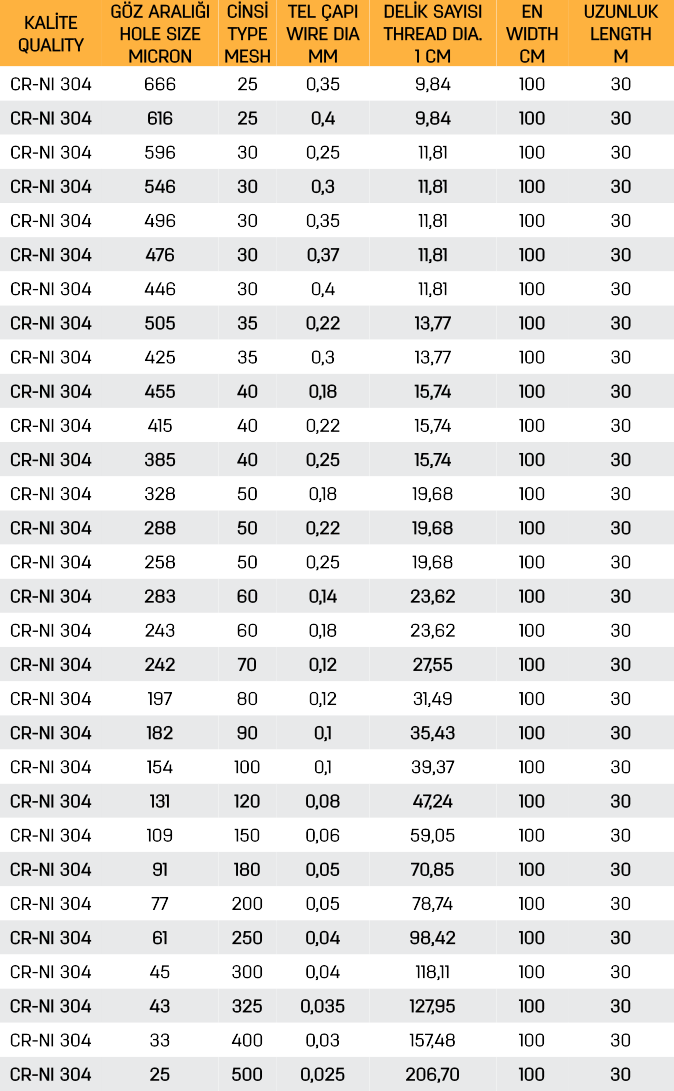 KALİTE QUALITY GÖZ ARALIĞI HOLE SIZE MICRON CİNSİ TYPE MESH TEL ÇAPI WIRE DIA MM DELİK SAYISI THREAD DIA. 1 CM EN WIDTH CM UZUNLUK LENGTH M
CR-NI 304 666 25 0,35 9,84 100 30
CR-NI 304 616 25 0,4 9,84 100 30
CR-NI 304 596 30 0,25 11,81 100 30
CR-NI 304 546 30 0,3 11,81 100 30
CR-NI 304 496 30 0,35 11,81 100 30
CR-NI 304 476 30 0,37 11,81 100 30
CR-NI 304 446 30 0,4 11,81 100 30
CR-NI 304 505 35 0,22 13,77 100 30
CR-NI 304 425 35 0,3 13,77 100 30
CR-NI 304 455 40 0,18 15,74 100 30
CR-NI 304 415 40 0,22 15,74 100 30
CR-NI 304 385 40 0,25 15,74 100 30
CR-NI 304 328 50 0,18 19,68 100 30
CR-NI 304 288 50 0,22 19,68 100 30
CR-NI 304 258 50 0,25 19,68 100 30
CR-NI 304 283 60 0,14 23,62 100 30
CR-NI 304 243 60 0,18 23,62 100 30
CR-NI 304 242 70 0,12 27,55 100 30
CR-NI 304 197 80 0,12 31,49 100 30
CR-NI 304 182 90 0,1 35,43 100 30
CR-NI 304 154 100 0,1 39,37 100 30
CR-NI 304 131 120 0,08 47,24 100 30
CR-NI 304 109 150 0,06 59,05 100 30
CR-NI 304 91 180 0,05 70,85 100 30
CR-NI 304 77 200 0,05 78,74 100 30
CR-NI 304 61 250 0,04 98,42 100 30
CR-NI 304 45 300 0,04 118,11 100 30
CR-NI 304 43 325 0,035 127,95 100 30
CR-NI 304 33 400 0,03 157,48 100 30
CR-NI 304 25 500 0,025 206,70 100 30